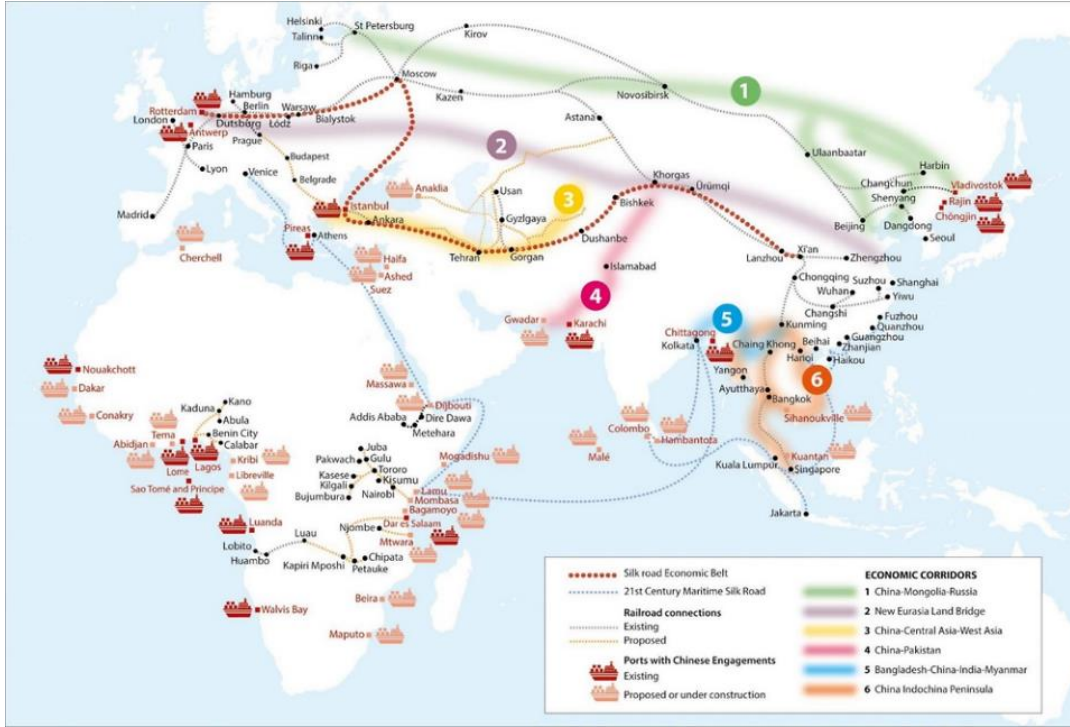 Helsinki
St Petersburg
Talinn
Kirov
Riga
Moscow
Kazen
Novosibirsk
1
Hamburg
Rotterdam
Berlin
Warsaw
London
Dutsburg
Lódz
Bialystok
Antwerp
Prague
Astana
Paris
2
Ulaanbaatar
Harbin
Lyon
Venice
Budapest
Belgrade
Anaklia
Usan
Khorgas
Ürümqi
Changchun
Vladivostok
Shenyang
Rajin
3
Bishkek
Madrid
Istanbul
Ankara
Gyzlgaya
Beijing
Dangdong
Chongjin
Pireas
Athens
Dushanbe
Seoul
Cherchell
Haifa
Tehran
Gorgan
Lanzhou
Xi'an
Zhengzhou
Ashed
Islamabad
Suez
Chongqing
Suzhou
Shanghai
Wuhan
Yiwu
4
Changshi
Gwadar
Karachi
5
Kunming
Fuzhou
Quanzhou
Chittagong
Guangzhou
Kolkata
Chaing Khong
Beihai
Zhanjian
Hanoi
Haikou
Nouakchott
Yangon
6
Dakar
Massawa
Ayutthaya
Bangkok
Kano
Kaduna
Djibouti
Conakry
Abula
Addis Ababa
Dire Dawa
Sihanoukville
Tema
Benin City
Metehara
Colombo
Hambantota
Abidjan
Calabar
Juba
Malé
Kuantan
Lome
Lagos
Kribi
Pakwach
Gulu
Mogadishu
Kuala Lumpur
Singapore
Libreville
Kasese
Tororo
Kilgali
Kisumu
Sao Tomé and Principe
Bujumbura
Nairobi
Lamu
Mombasa
Bagamoyo
Jakarta
Luanda
Njombe
Dar es Salaam
Luau
Mtwara
Lobito
Huambo
Chipata
Kapiri Mposhi
Petauke
Beira
Walvis Bay
Maputo
Silk road Economic Belt
21st Century Maritime Silk Road
Railroad connections
Existing
Proposed
Ports with Chinese Engagements
Existing
Proposed or under construction
ECONOMIC CORRIDORS
1 China-Mongolia-Russia
2 New Eurasia Land Bridge
3 China-Central Asia-West Asia
4 China-Pakistan
5 Bangladesh-China-India-Myanmar
6 China Indochina Peninsula